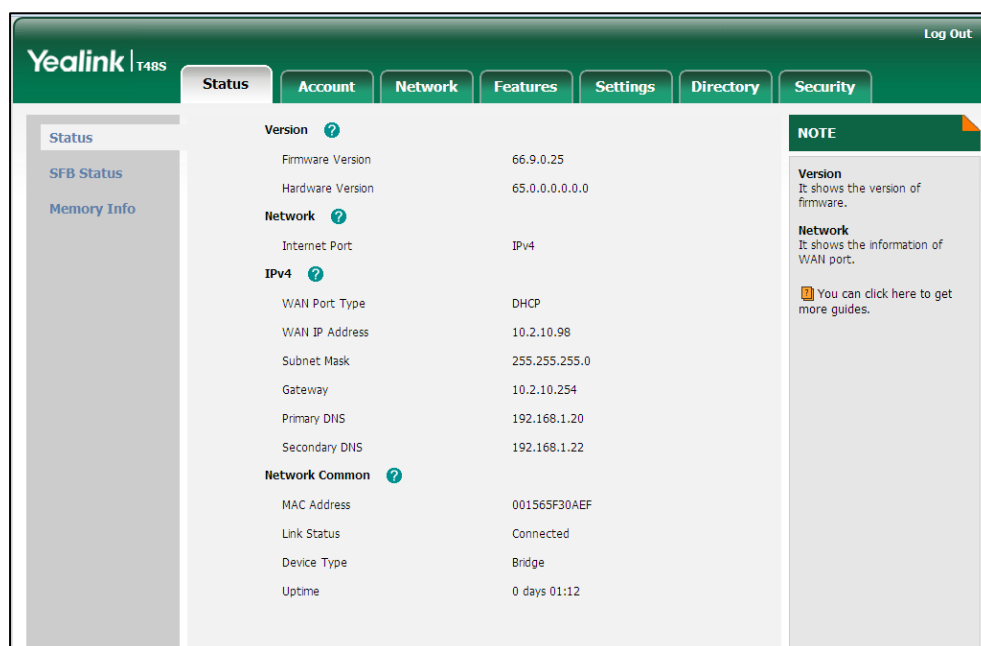 Log Out
Yealink T48S
Status Account Network Features Settings Directory Security
Status
SFB Status
Memory Info
Version ?
Firmware Version 66.9.0.25
Hardware Version 65.0.0.0.0.0.0
Network ?
Internet Port IPv4
IPv4 ?
WAN Port Type DHCP
WAN IP Address 10.2.10.98
Subnet Mask 255.255.255.0
Gateway 10.2.10.254
Primary DNS 192.168.1.20
Secondary DNS 192.168.1.22
Network Common ?
MAC Address 001565F30AEF
Link Status Connected
Device Type Bridge
Uptime 0 days 01:12
NOTE
Version
It shows the version of
firmware.
Network
It shows the information of
WAN port.
? You can click here to get
more guides.